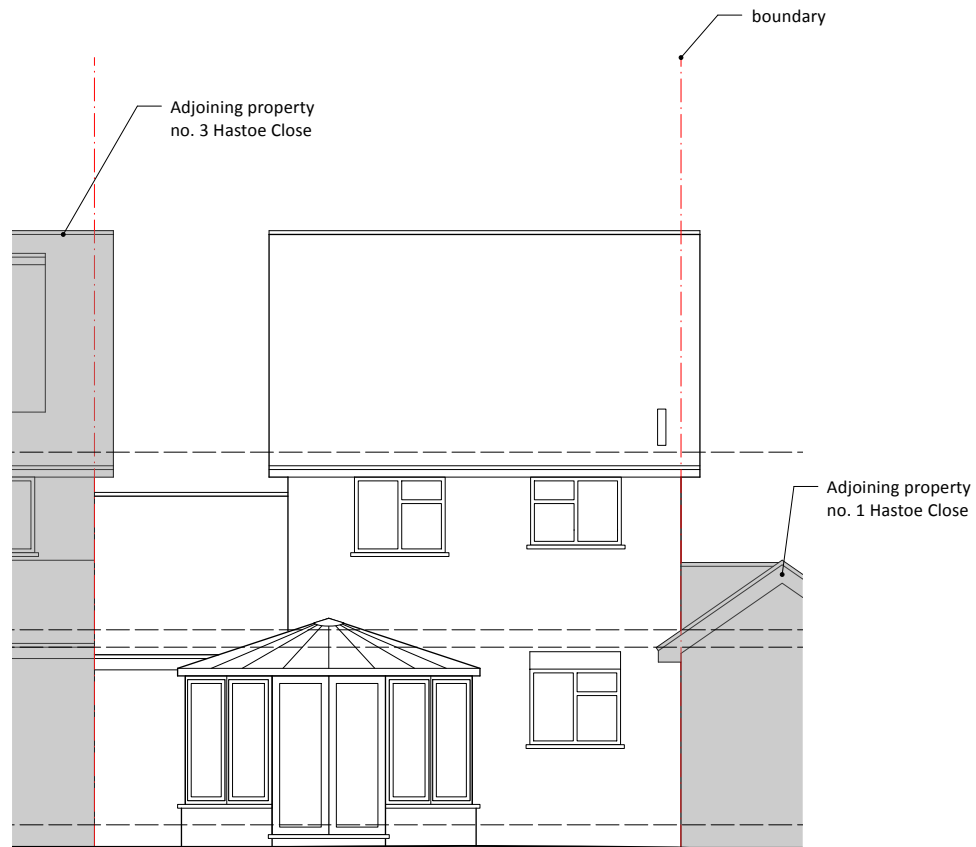 boundary
Adjoining property
no. 3 Hastoe Close
Adjoining property
no. 1 Hastoe Close